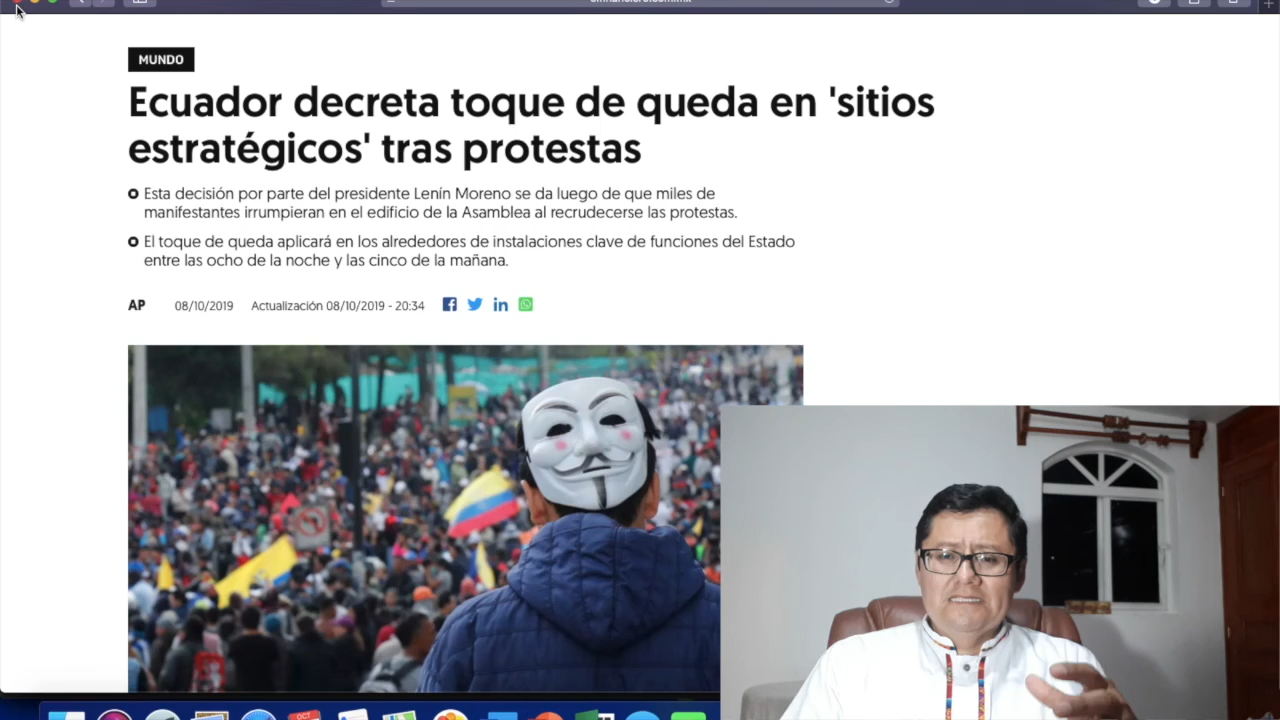 MUNDO
Ecuador decreta toque de queda en 'sitios
estratégicos' tras protestas
Esta decisión por parte del presidente Lenín Moreno se da luego de que miles de
manifestantes irrumpieran en el edificio de la Asamblea al recrudecerse las protestas.
El toque de queda aplicará en los alrededores de instalaciones clave de funciones del Estado
entre las ocho de la noche y las cinco de la mañana.
AP 08/10/2019 Actualización 08/10/2019 - 20:34
OCT